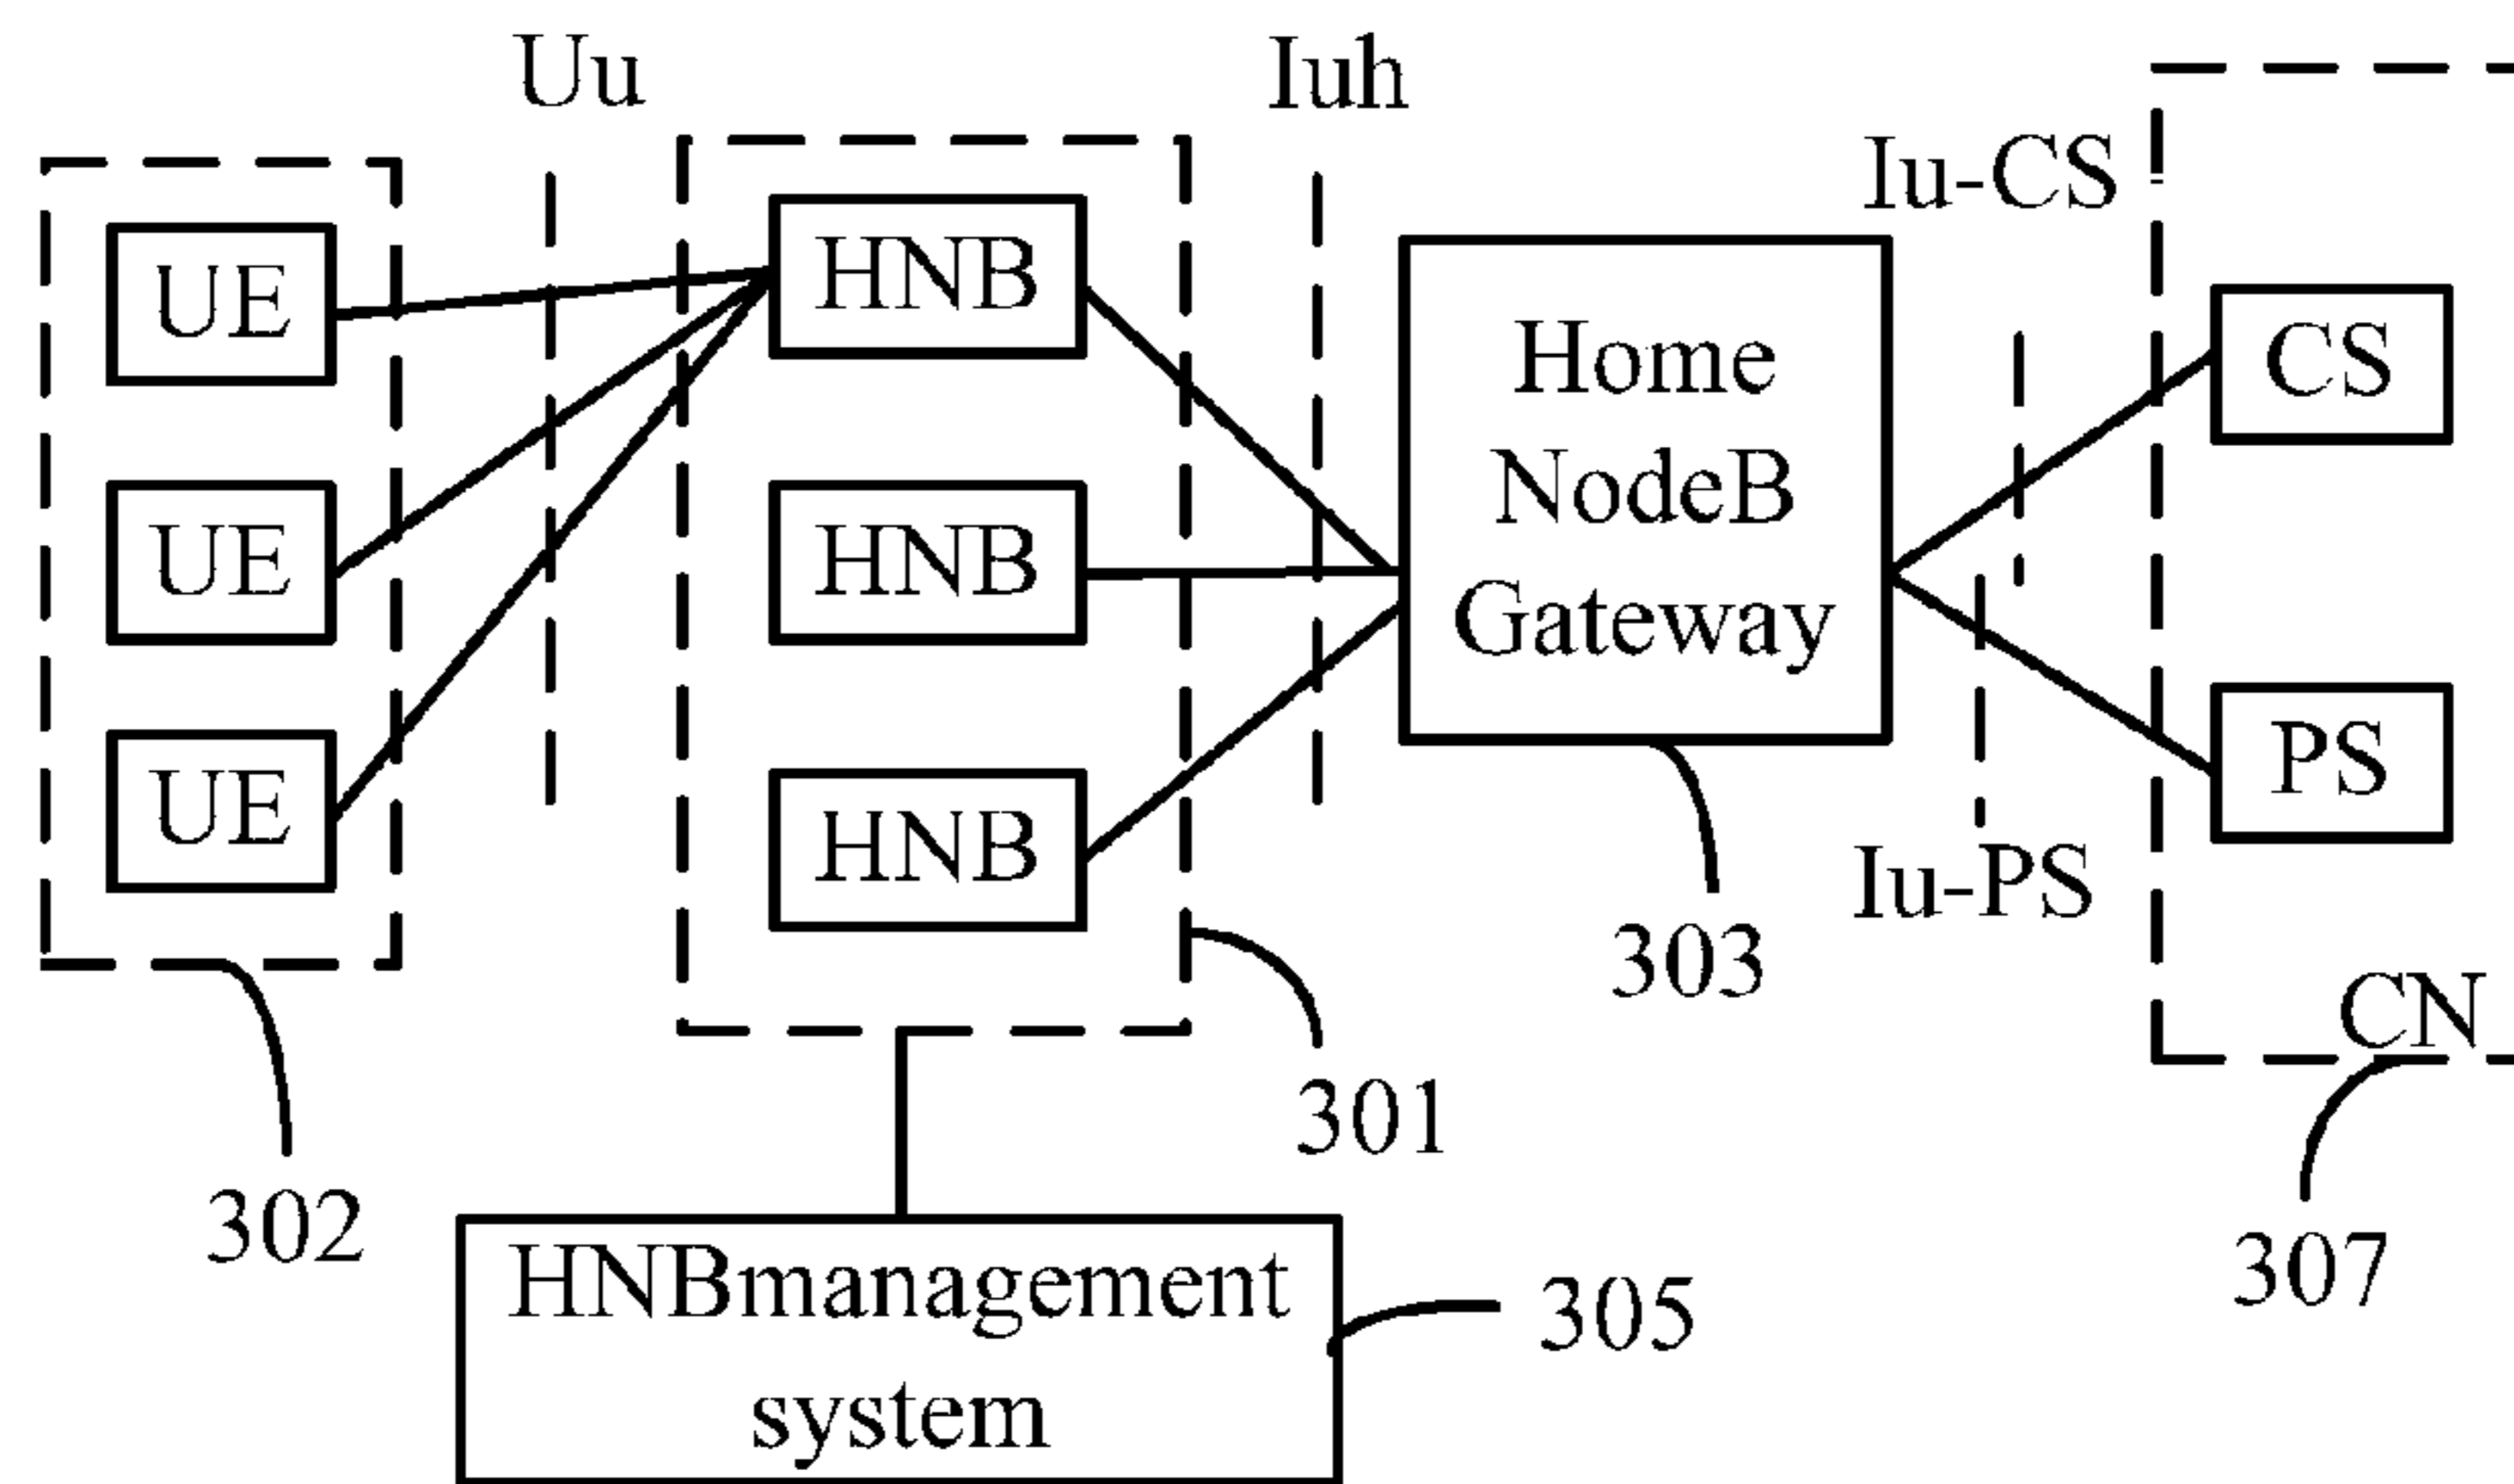 Uu
Iuh
Iu-CS
UE
HNB
Home
NodeB
Gateway
CS
UE
HNB
PS
UE
HNB
Iu-PS
303
CN
301
302
307
HNBmanagement
system
305